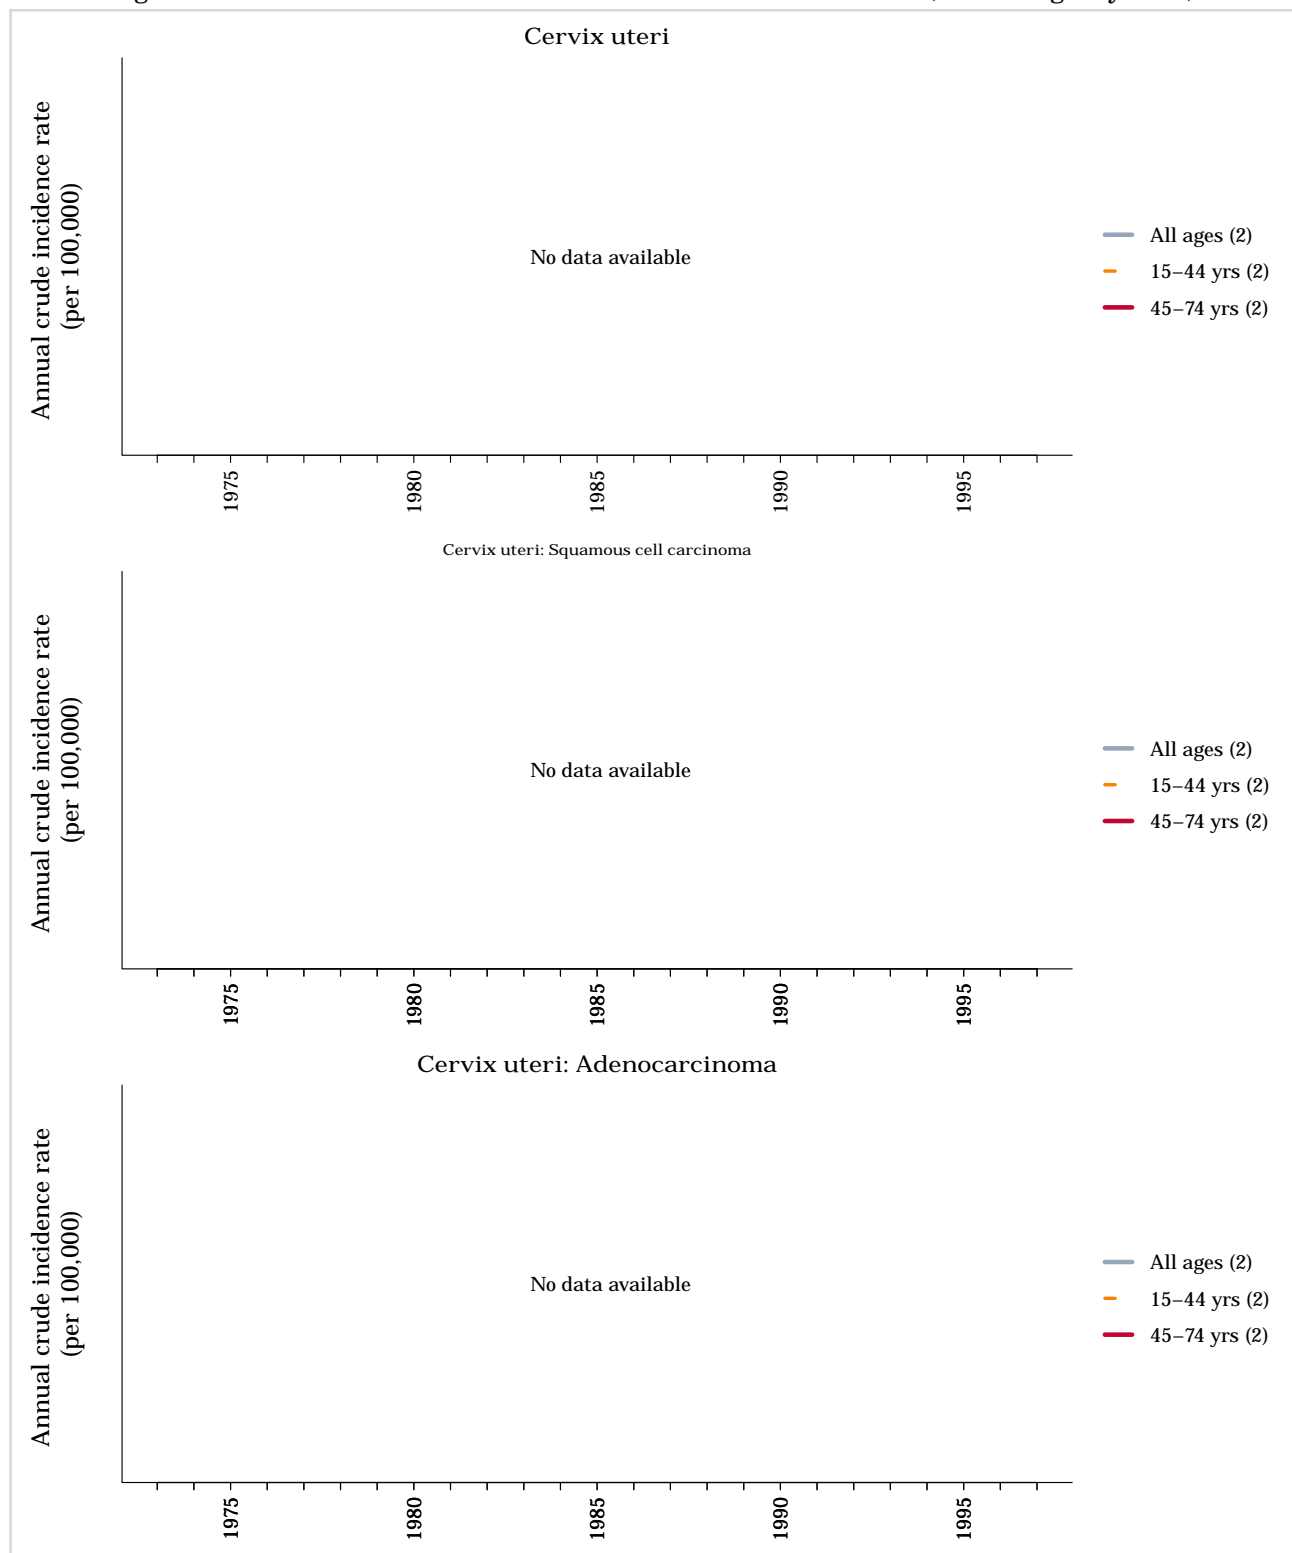 Cervix uteri
Annual crude incidence rate
(per 100,000)
No data available
All ages (2)
15–44 yrs (2)
45–74 yrs (2)
1975
1980
1985
1990
1995
Cervix uteri: Squamous cell carcinoma
Annual crude incidence rate
(per 100,000)
No data available
All ages (2)
15–44 yrs (2)
45–74 yrs (2)
1975
1980
1985
1990
1995
Cervix uteri: Adenocarcinoma
Annual crude incidence rate
(per 100,000)
No data available
All ages (2)
15–44 yrs (2)
45–74 yrs (2)
1975
1980
1985
1990
1995